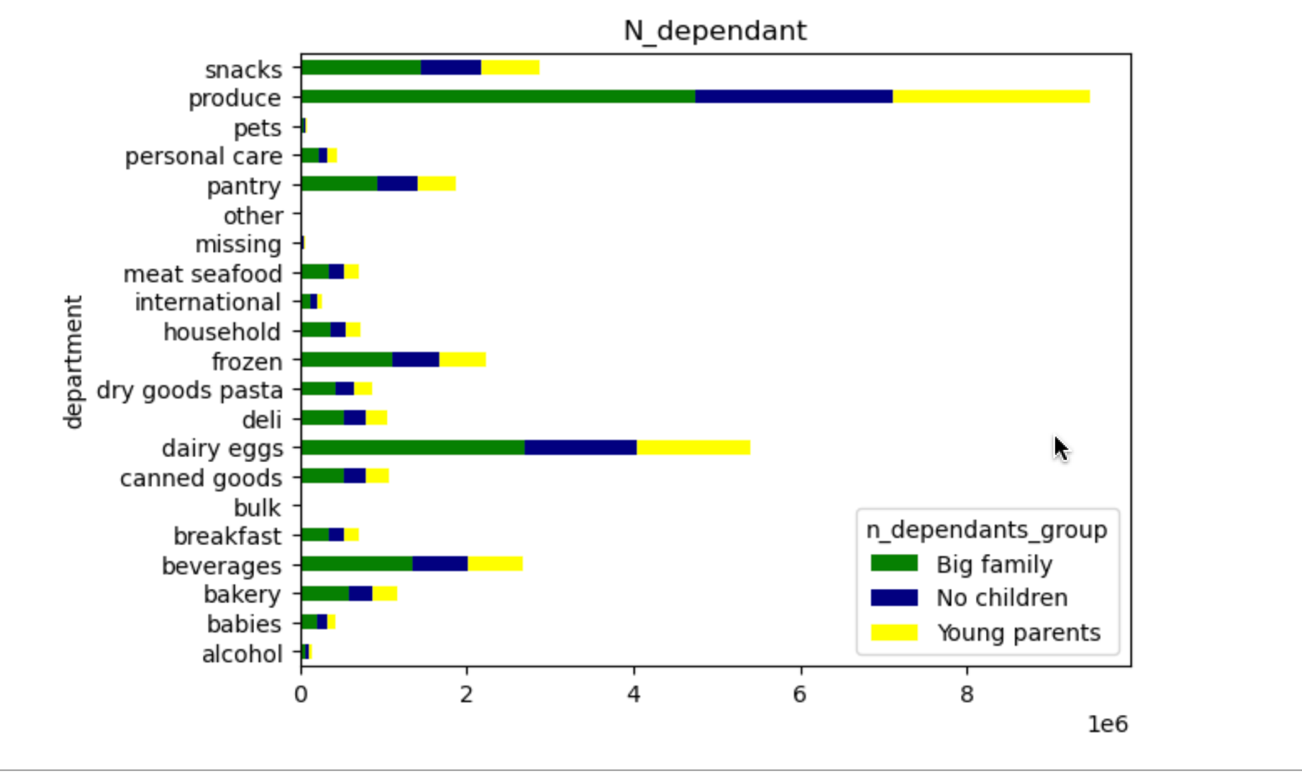 N_dependant
snacks
produce
pets
personal care
pantry
other
missing
meat seafood
international
household
frozen
dry goods pasta
deli
dairy eggs
canned goods
bulk
breakfast
beverages
bakery
babies
alcohol
department
0 2 4 6 8
1e6
n_dependants_group
Big family
No children
Young parents